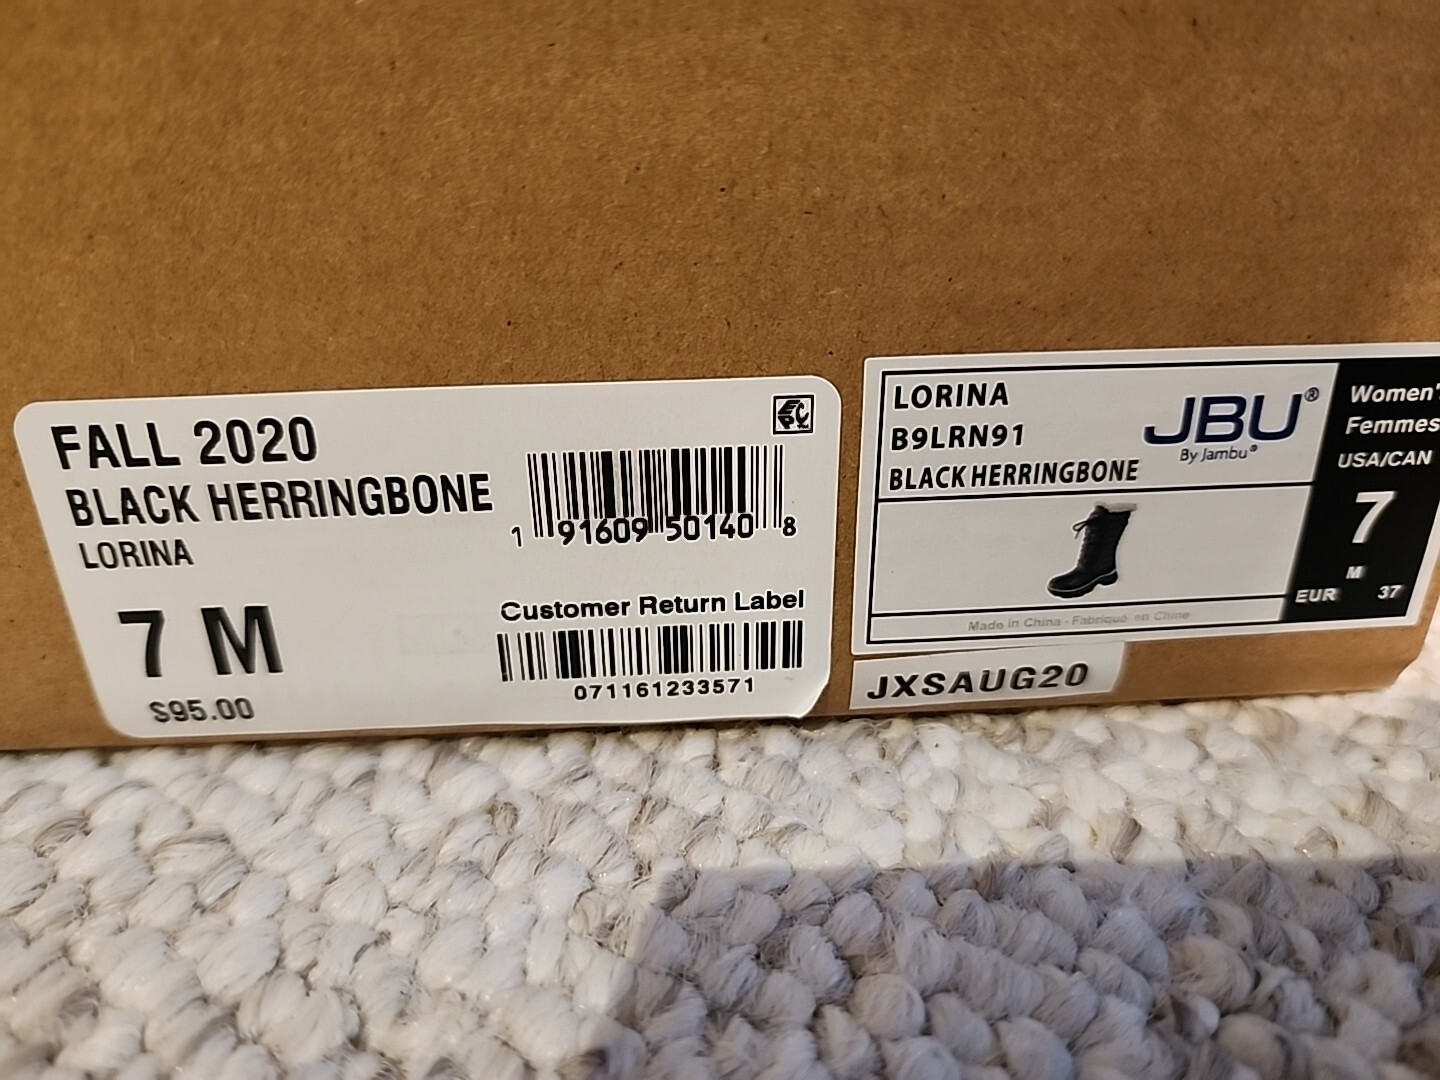 FALL 2020
BLACK HERRINGBONE
LORINA
7 M
$95.00
EPC
1 91609 50140 8
Customer Return Label
071161233571
LORINA
B9LRN91
BLACK HERRINGBONE
JBU®
By Jambu®
Women's
Femmes
USA/CAN
7
M
EUR 37
Made in China - Fabriqué en Chine
JXSAUG20